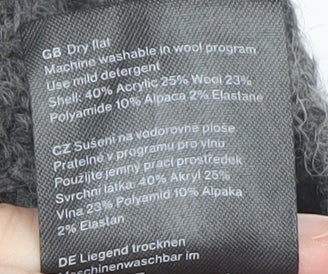 GB Dry flat
Machine washable in wool program
Use mild detergent
Shell: 40% Acrylic 25% Wool 23%
Polyamide 10% Alpaca 2% Elastane
CZ Sušení na vodorovné ploše
Pratelné v programu pro vlnu
Použijte jemný prací prostředek
Svrchní látka: 40% Akryl 25%
Vlna 23% Polyamid 10% Alpaka
2% Elastan
DE Liegend trocknen
Maschinenwaschbar im